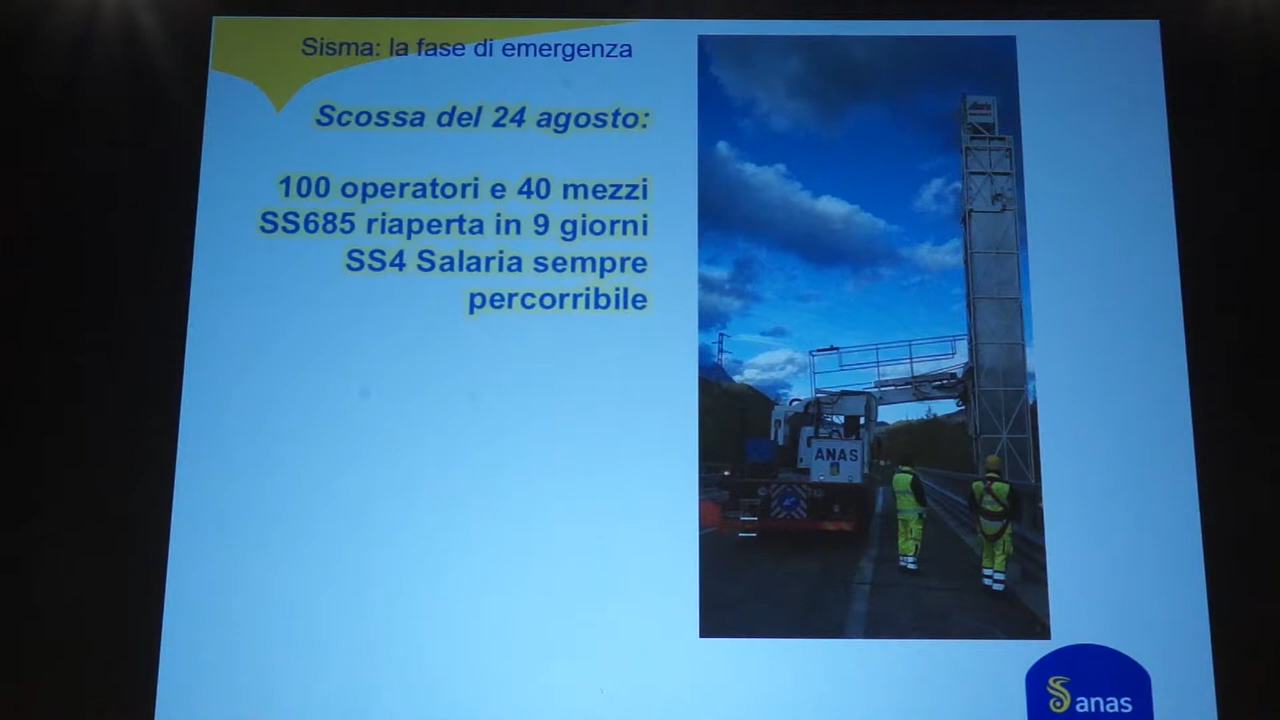 Sisma: la fase di emergenza
Scossa del 24 agosto:
100 operatori e 40 mezzi
SS685 riaperta in 9 giorni
SS4 Salaria sempre
percorribile
ANAS
anas